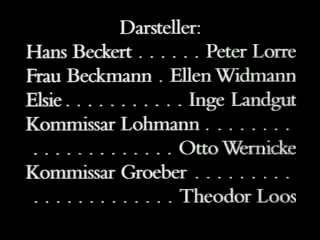 Darsteller:
Hans Beckert . . . . . . Peter Lorre
Frau Beckmann . Ellen Widmann
Elsie . . . . . . . . . . . Inge Landgut
Kommissar Lohmann . . . . . . . .
. . . . . . . . . . . . . Otto Wernicke
Kommissar Groeber . . . . . . . . .
. . . . . . . . . . . . . Theodor Loos